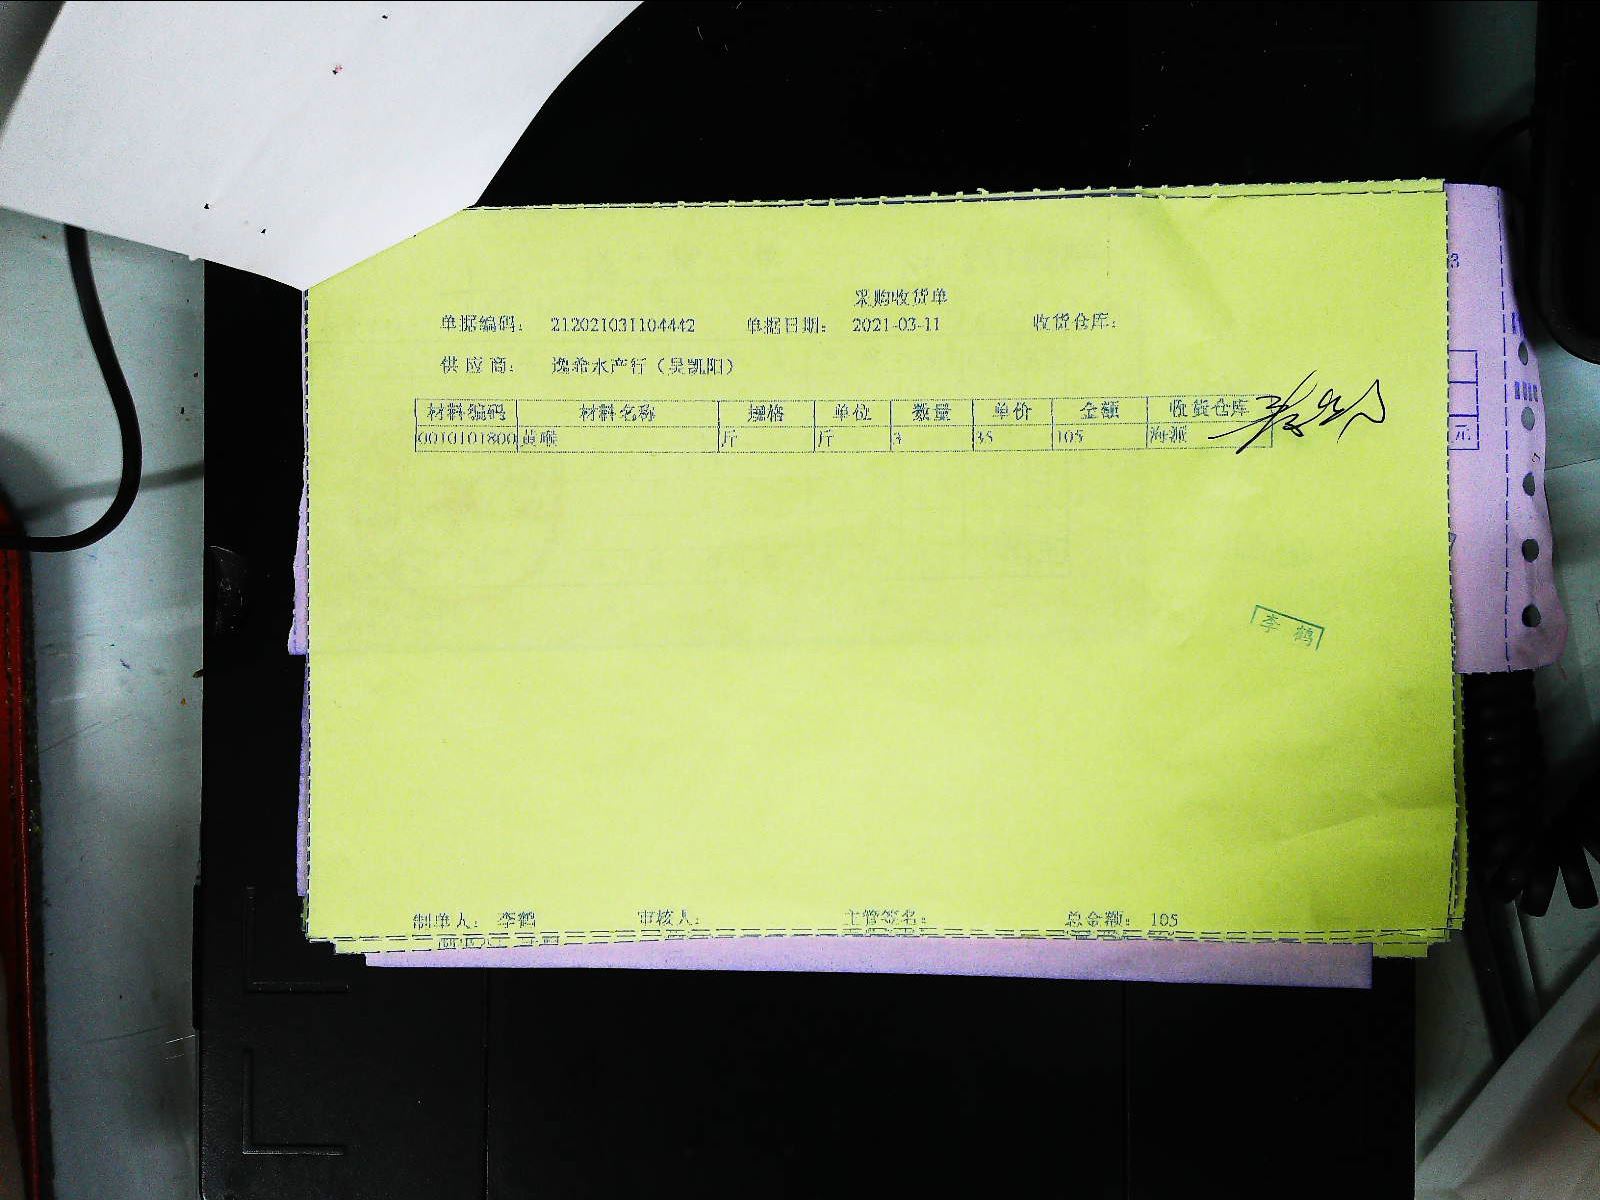 采购收货单
单据编码： 212021031104442 单据日期： 2021-03-11 收货仓库：
供应商： 逸希水产行（吴凯阳）
材料编码 材料名称 规格 单位 数量 单价 金额 收货仓库
0010101800 黄喉 斤 斤 3 35 105 海派
元
李鹤
制单人： 李鹤 审核人： 主管签名： 总金额： 105